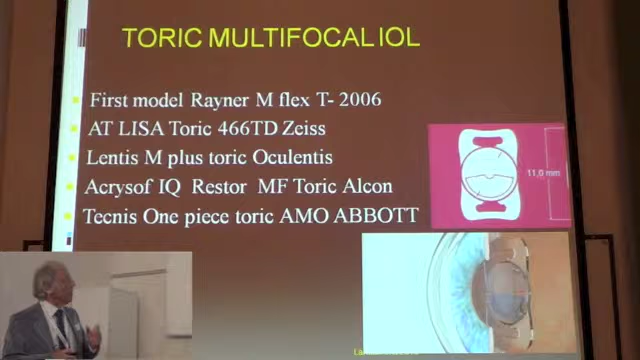 TORIC MULTIFOCAL IOL
First model Rayner M flex T- 2006
AT LISA Toric 466TD Zeiss
Lentis M plus toric Oculentis
Acrysof IQ Restor MF Toric Alcon
Tecnis One piece toric AMO ABBOTT
11,0 mm